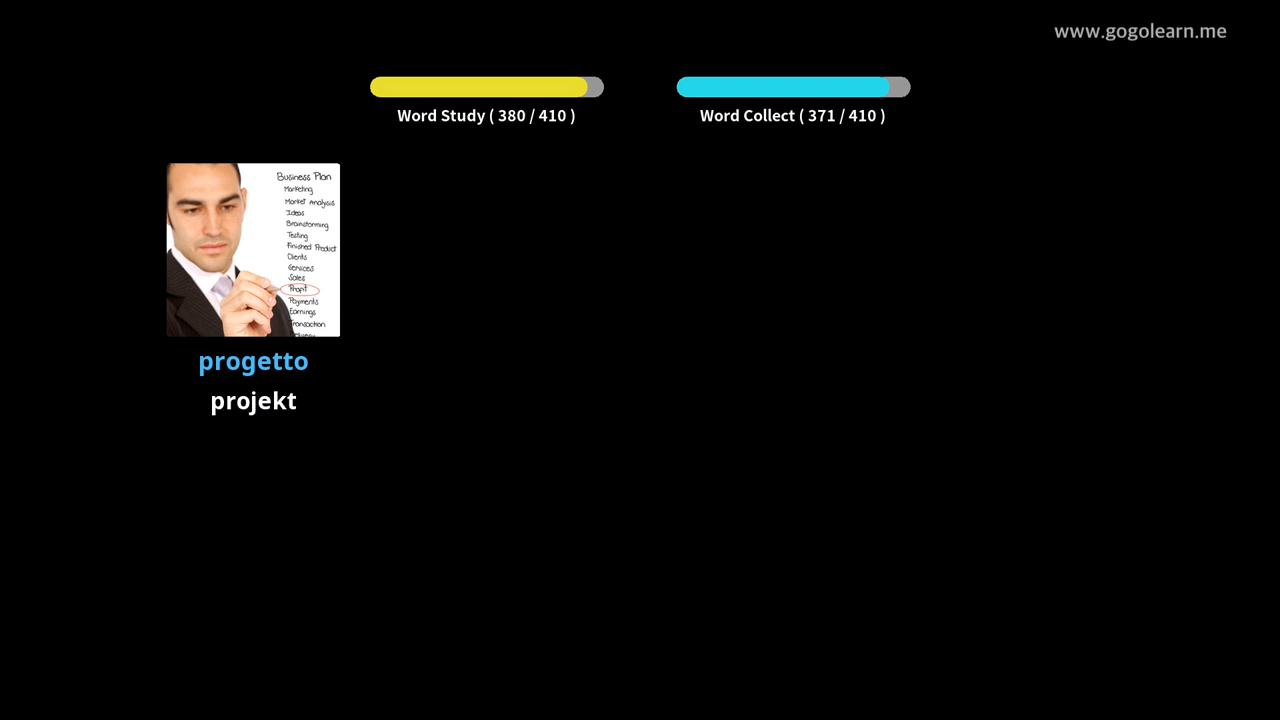 www.gogolearn.me
Word Study ( 380 / 410 )
Word Collect ( 371 / 410 )
Business Plan
Marketing
Market Analysis
Ideas
Brainstorming
Testing
Finished Product
Clients
Services
Sales
Profit
Payments
Earnings
Transaction
progetto
projekt